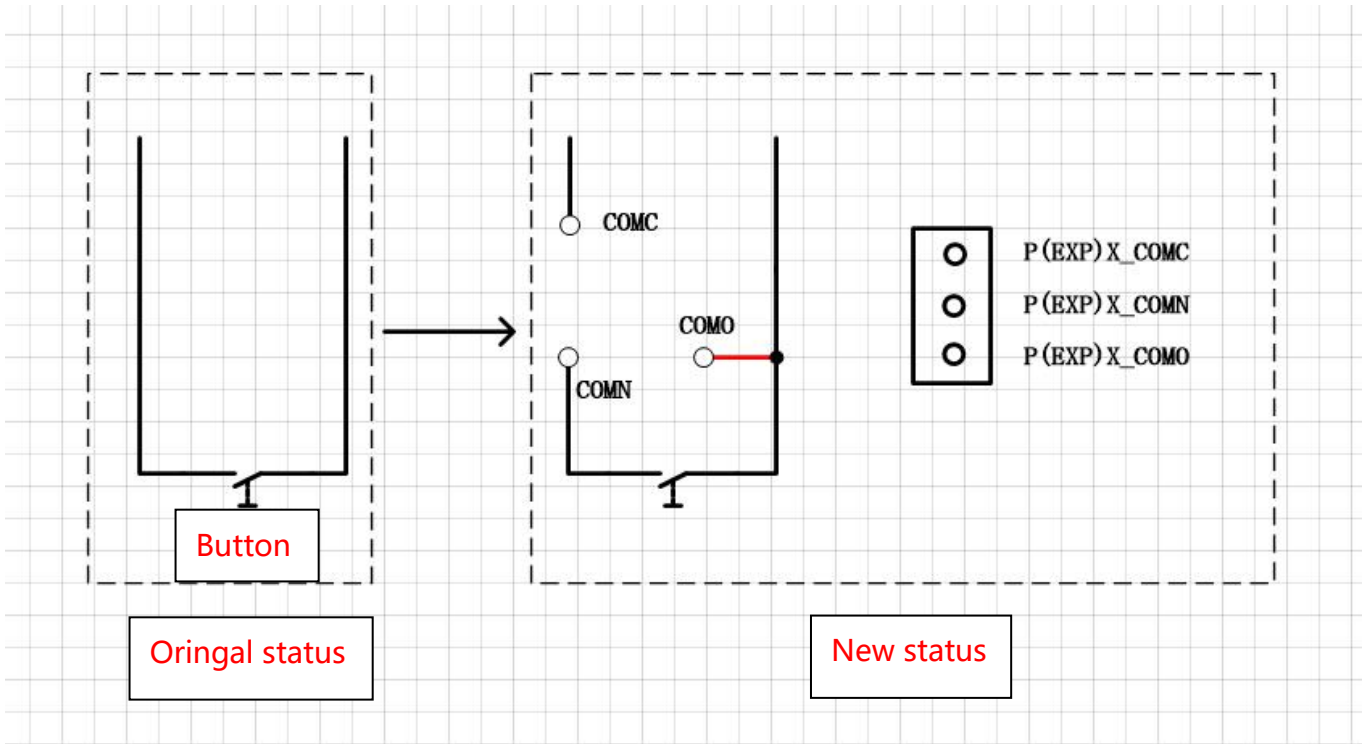 COMC
COMO
COMN
P(EXP)X_COMC
P(EXP)X_COMN
P(EXP)X_COMO
Button
Oringal status
New status